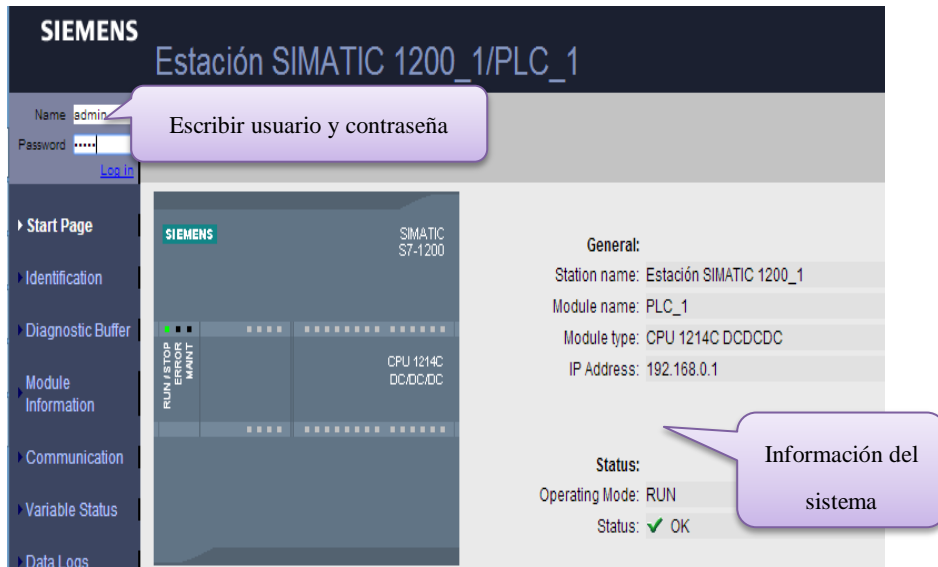 SIEMENS
Estación SIMATIC 1200_1/PLC_1
Name admin
Password •••••
Log in
Escribir usuario y contraseña
Start Page
Identification
Diagnostic Buffer
Module
Information
Communication
Variable Status
Data Logs
SIEMENS
SIMATIC
S7-1200
RUN / STOP
ERROR
MAINT
CPU 1214C
DC/DC/DC
General:
Station name: Estación SIMATIC 1200_1
Module name: PLC_1
Module type: CPU 1214C DCDCDC
IP Address: 192.168.0.1
Status:
Operating Mode: RUN
Status: ✔ OK
Información del
sistema